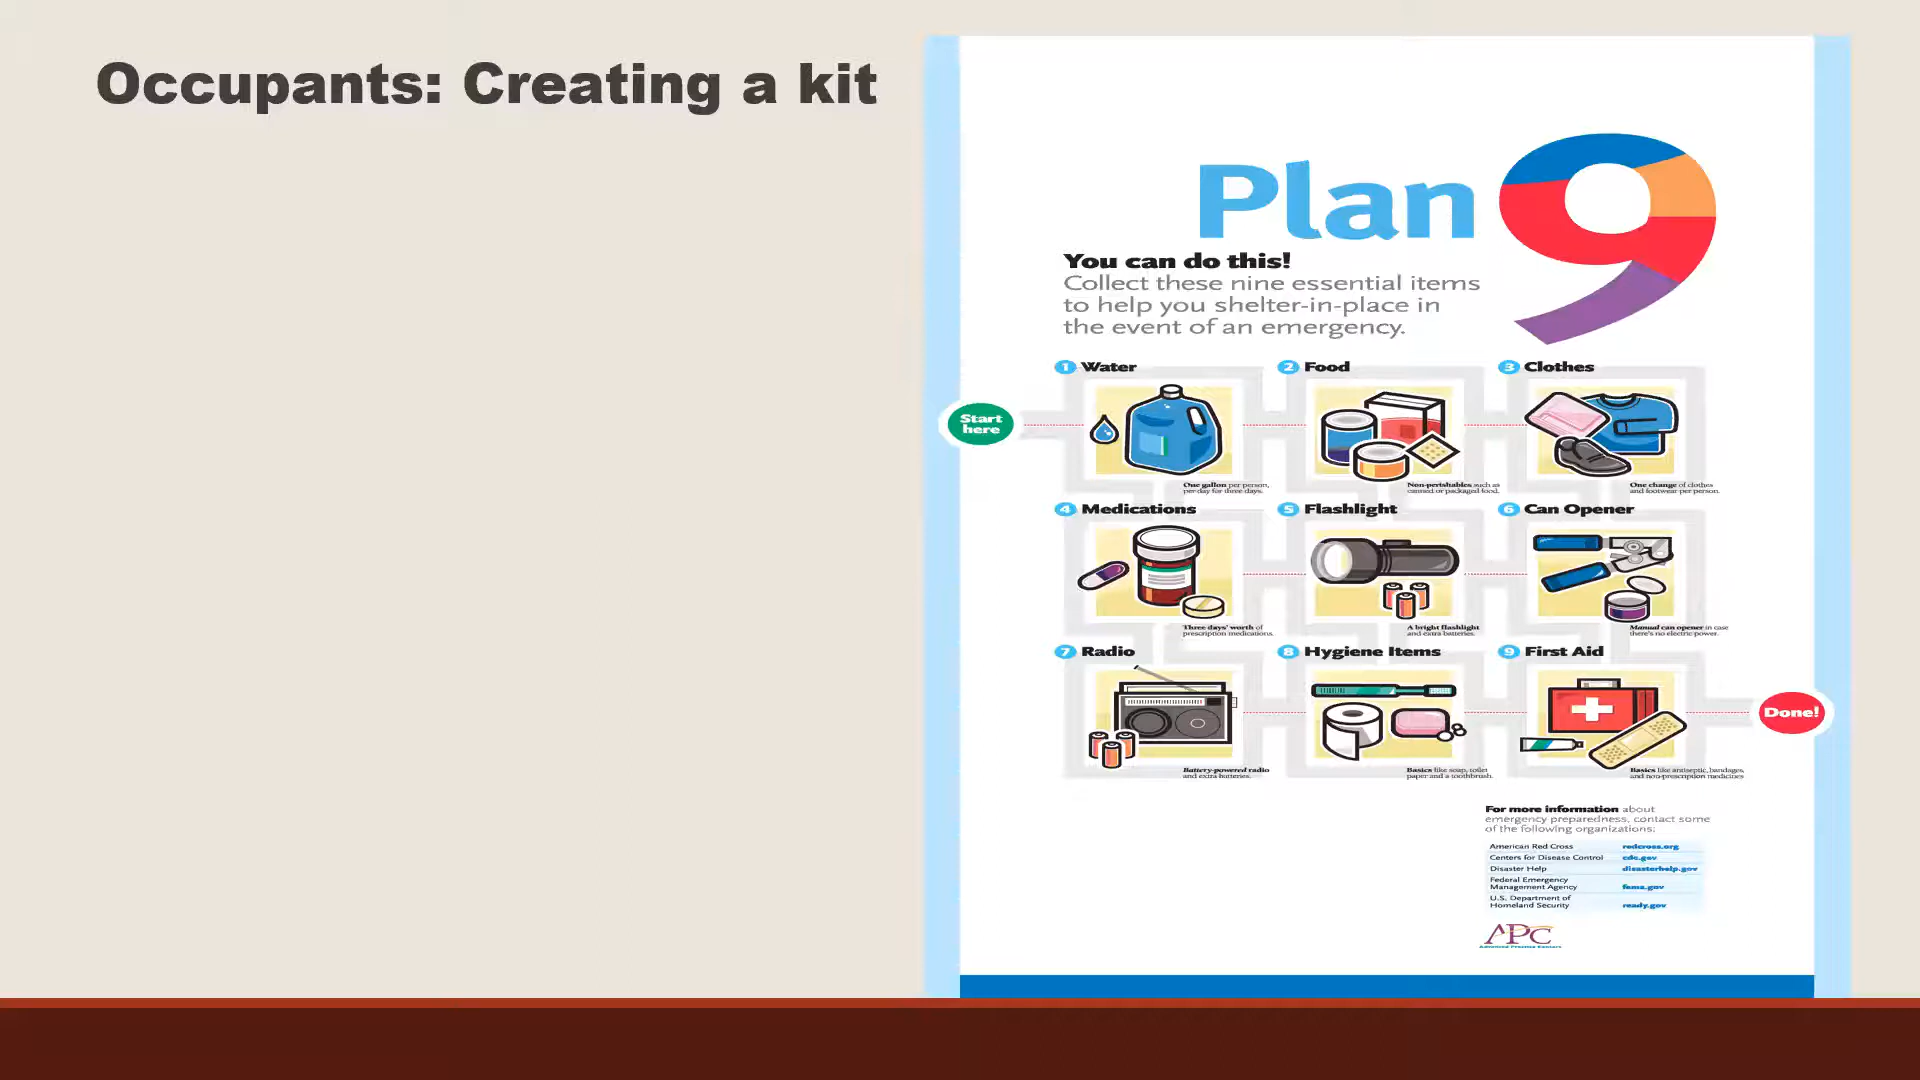 Occupants: Creating a kit
Plan 9
You can do this!
Collect these nine essential items
to help you shelter-in-place in
the event of an emergency.
Start
here
1 Water
One gallon per person,
per day for three days.
2 Food
Non-perishables such as
canned or packaged food.
3 Clothes
One change of clothes
and footwear per person.
4 Medications
Three days' worth of
prescription medications.
5 Flashlight
A bright flashlight
and extra batteries.
6 Can Opener
Manual can opener in case
there's no electric power.
7 Radio
Battery-powered radio
and extra batteries.
8 Hygiene Items
Basics like soap, toilet
paper and a toothbrush.
9 First Aid
Basics like antiseptic, bandages,
and non-prescription medicines
Done!
For more information about
emergency preparedness, contact some
of the following organizations:
American Red Cross redcross.org
Centers for Disease Control cdc.gov
Disaster Help disasterhelp.gov
Federal Emergency
Management Agency fema.gov
U.S. Department of
Homeland Security ready.gov
APC
Advanced Practice Centers